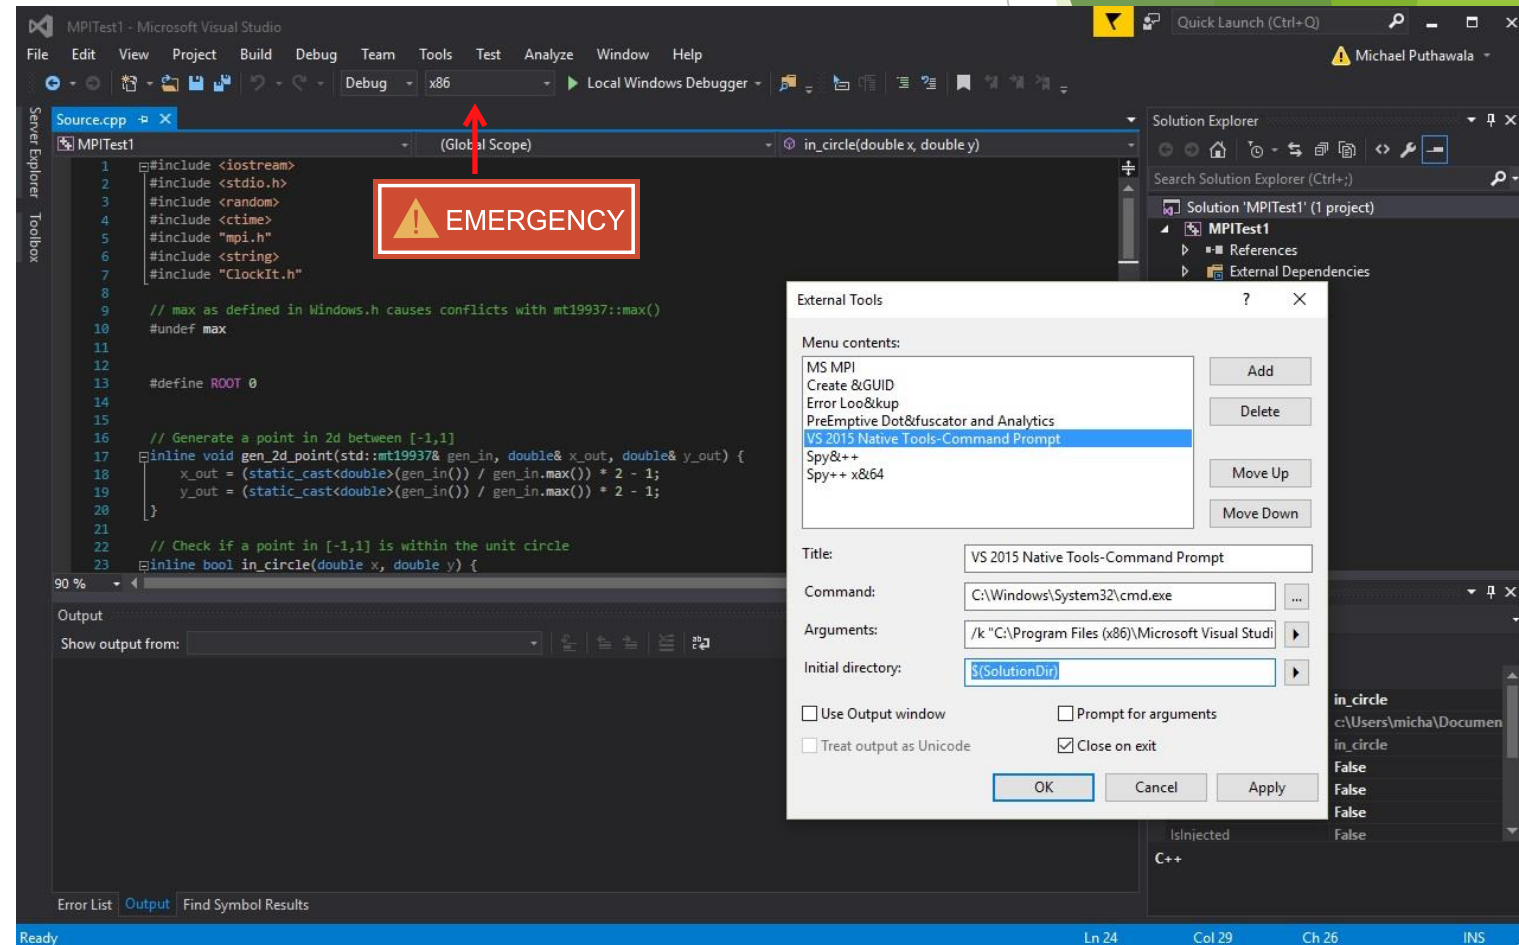 MPITest1 - Microsoft Visual Studio
Quick Launch (Ctrl+Q)
File Edit View Project Build Debug Team Tools Test Analyze Window Help
Michael Puthawala
Debug x86 Local Windows Debugger
Server Explorer
Toolbox
Source.cpp
MPITest1 (Global Scope) in_circle(double x, double y)
1 #include <iostream>
2 #include <stdio.h>
3 #include <random>
4 #include <ctime>
5 #include "mpi.h"
6 #include <string>
7 #include "ClockIt.h"
8
9 // max as defined in Windows.h causes conflicts with mt19937::max()
10 #undef max
11
12
13 #define ROOT 0
14
15
16 // Generate a point in 2d between [-1,1]
17 inline void gen_2d_point(std::mt19937& gen_in, double& x_out, double& y_out) {
18 x_out = (static_cast<double>(gen_in()) / gen_in.max()) * 2 - 1;
19 y_out = (static_cast<double>(gen_in()) / gen_in.max()) * 2 - 1;
20 }
21
22 // Check if a point in [-1,1] is within the unit circle
23 inline bool in_circle(double x, double y) {
EMERGENCY
90 %
Output
Show output from:
Error List Output Find Symbol Results
Solution Explorer
Search Solution Explorer (Ctrl+;)
Solution 'MPITest1' (1 project)
MPITest1
References
External Dependencies
External Tools ?
Menu contents:
MS MPI
Create &GUID
Error Loo&kup
PreEmptive Dot&fuscator and Analytics
VS 2015 Native Tools-Command Prompt
Spy&++
Spy++ x&64
Add
Delete
Move Up
Move Down
Title: VS 2015 Native Tools-Command Prompt
Command: C:\Windows\System32\cmd.exe ...
Arguments: /k "C:\Program Files (x86)\Microsoft Visual Studi
Initial directory: $(SolutionDir)
Use Output window Prompt for arguments
Treat output as Unicode Close on exit
OK Cancel Apply
in_circle
c:\Users\micha\Documen
in_circle
False
False
False
IsInjected False
C++
Ready Ln 24 Col 29 Ch 26 INS